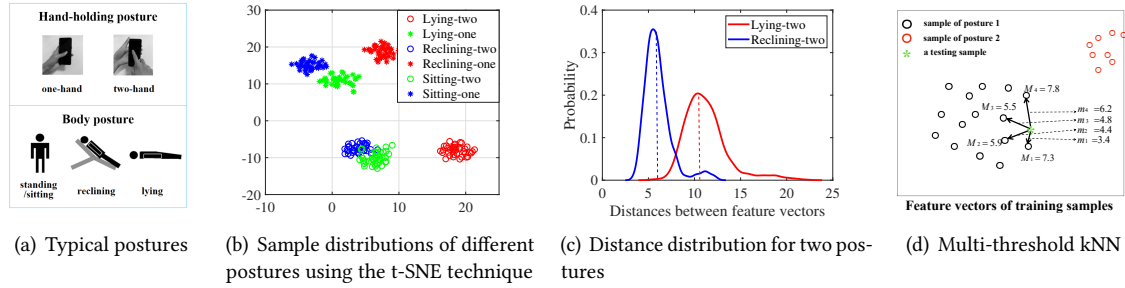 Hand-holding posture
one-hand
two-hand
Body posture
standing
/sitting
reclining
lying
(a) Typical postures
30
20
10
0
-10
-20
-30
-10
0
10
20
Lying-two
Lying-one
Reclining-two
Reclining-one
Sitting-two
Sitting-one
(b) Sample distributions of different
postures using the t-SNE technique
Probability
0.4
0.3
0.2
0.1
0
0
5
10
15
20
25
Distances between feature vectors
Lying-two
Reclining-two
(c) Distance distribution for two pos-
tures
sample of posture 1
sample of posture 2
a testing sample
M₄ = 7.8
M₃ = 5.5
M₂ = 5.9
M₁ = 7.3
m₄ =6.2
m₃ =4.8
m₂ =4.4
m₁ =3.4
Feature vectors of training samples
(d) Multi-threshold kNN